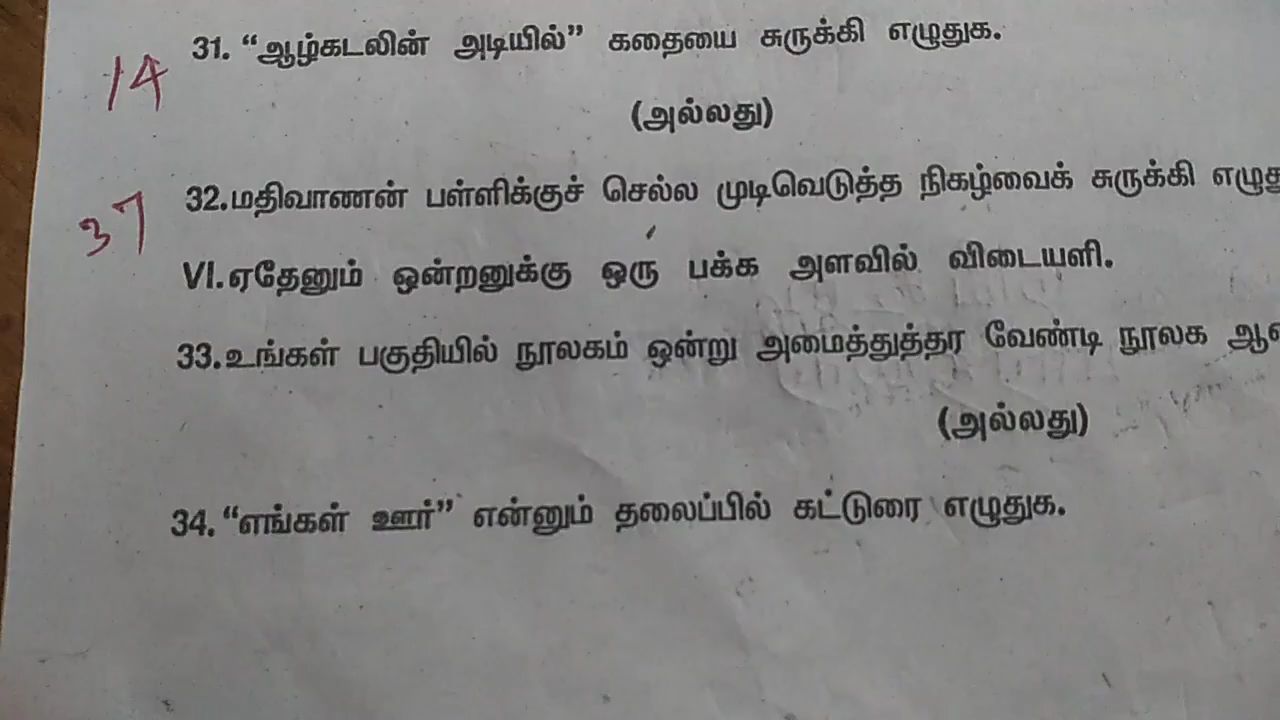 31. “ஆழ்கடலின் அடியில்” கதையை சுருக்கி எழுதுக.
14
(அல்லது)
32.மதிவாணன் பள்ளிக்குச் செல்ல முடிவெடுத்த நிகழ்வைக் சுருக்கி
37
VI.ஏதேனும் ஒன்றனுக்கு ஒரு பக்க அளவில் விடையளி.
33.உங்கள் பகுதியில் நூலகம் ஒன்று அமைத்துத்தர வேண்டி நூலக
(அல்லது)
34. “எங்கள் ஊர்” என்னும் தலைப்பில் கட்டுரை எழுதுக.